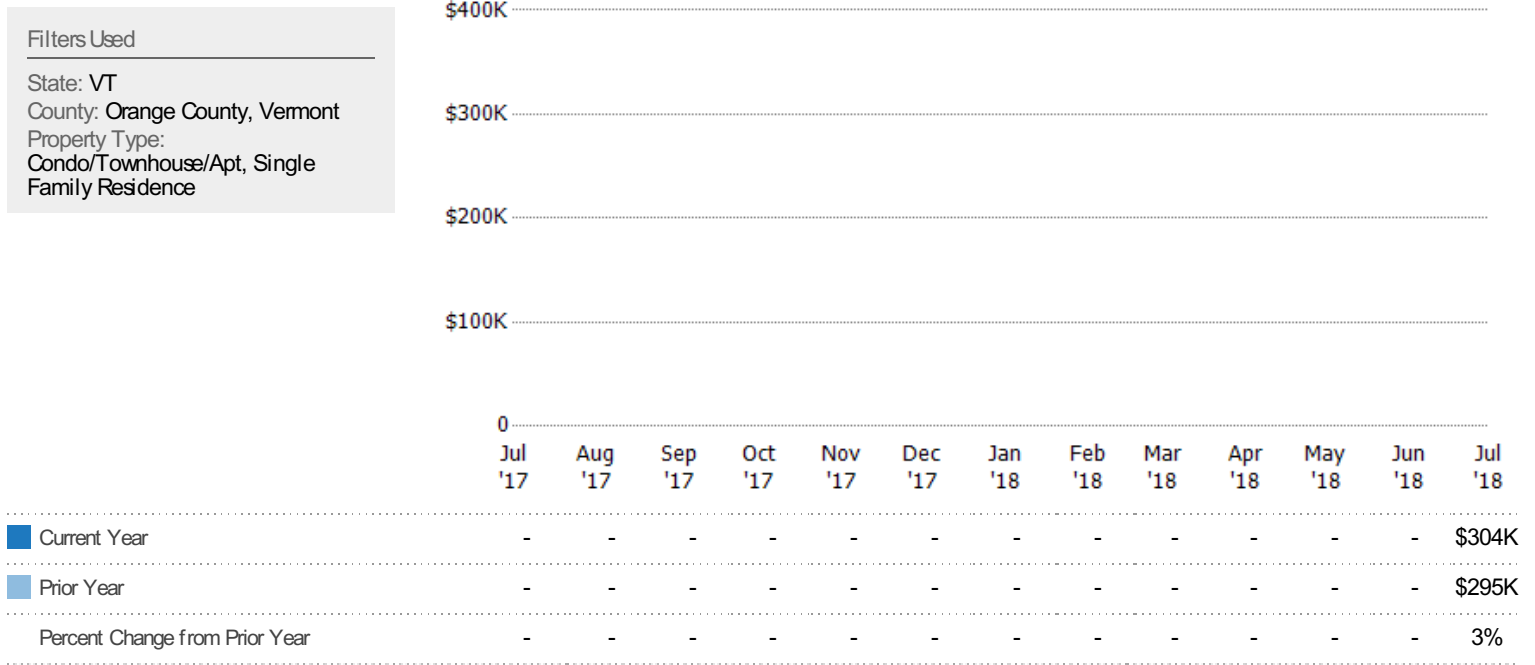 Filters Used
State: VT
County: Orange County, Vermont
Property Type:
Condo/Townhouse/Apt, Single
Family Residence
$400K
$300K
$200K
$100K
0
Jul Aug Sep Oct Nov Dec Jan Feb Mar Apr May Jun Jul
'17 '17 '17 '17 '17 '17 '18 '18 '18 '18 '18 '18 '18
Current Year - - - - - - - - - - - - $304K
Prior Year - - - - - - - - - - - - $295K
Percent Change from Prior Year - - - - - - - - - - - - 3%